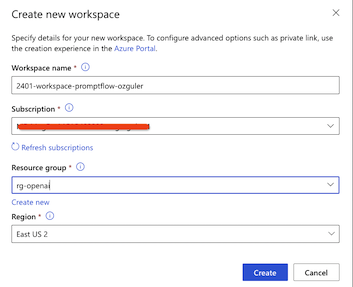 Create new workspace
Specify details for your new workspace. To configure advanced options such as private link, use
the creation experience in the Azure Portal.
Workspace name *
2401-workspace-promptflow-ozguler
Subscription *
Refresh subscriptions
Resource group *
rg-openai
Create new
Region *
East US 2
Create
Cancel